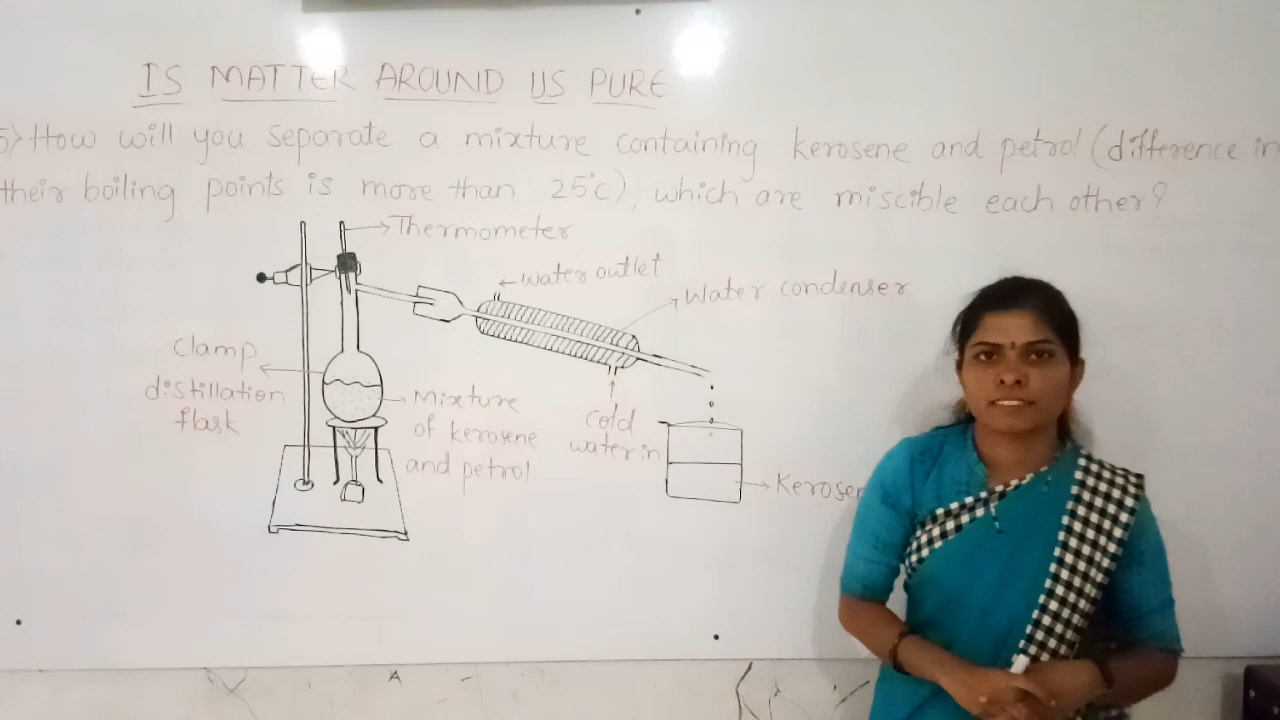 IS MATTER AROUND US PURE
5) How will you separate a mixture containing kerosene and petrol (difference in
their boiling points is more than 25°c), which are miscible each other?
Thermometer
Water outlet
Water condenser
Clamp
distillation
flask
Mixture
of kerosene
and petrol
Cold
water in